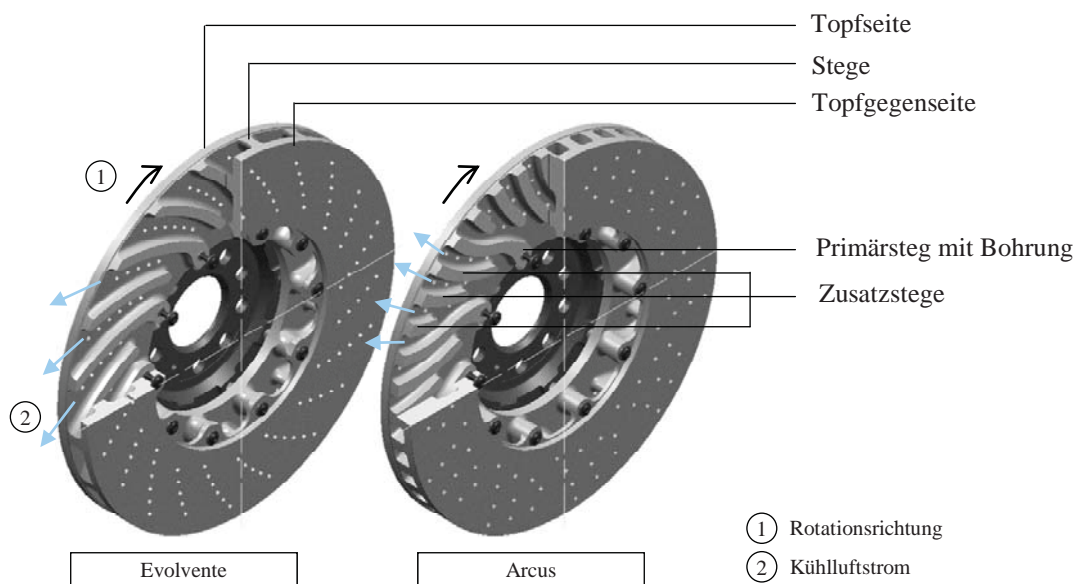 Topfseite
Stege
Topfgegenseite
1
Primärsteg mit Bohrung
Zusatzstege
2
1 Rotationsrichtung
2 Kühlluftstrom
Evolvente
Arcus